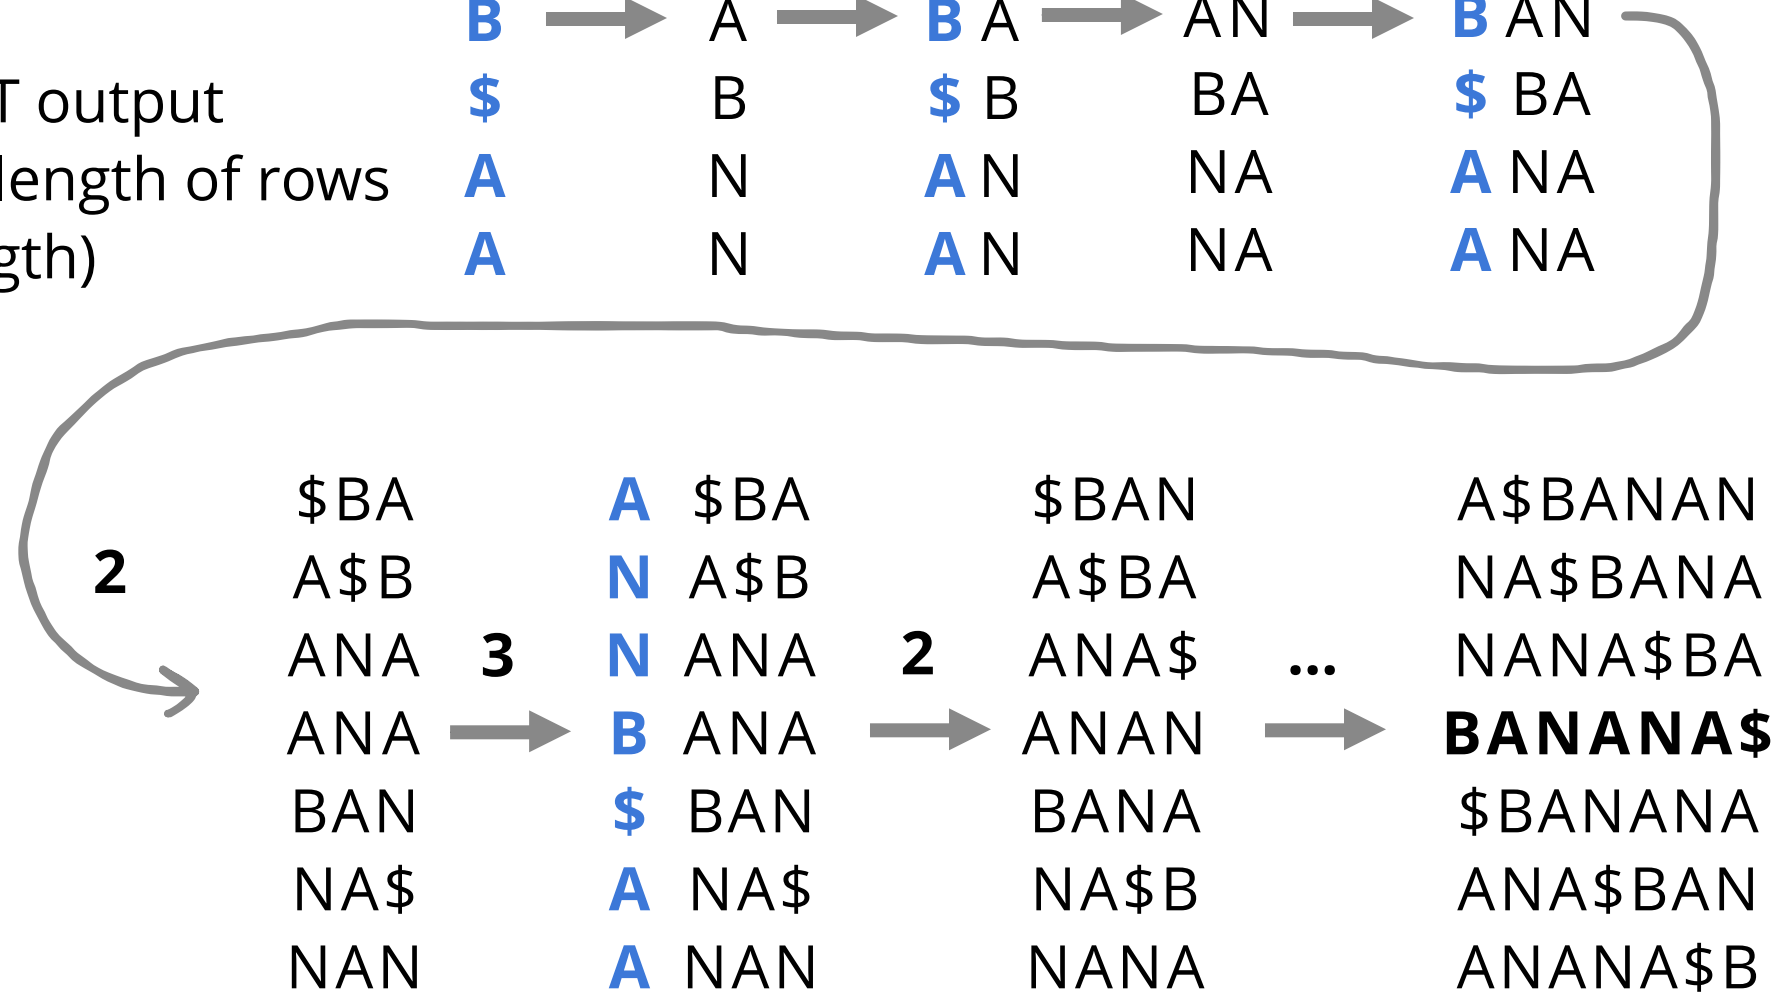 B A B A AN B AN
T output $ B $ B BA $ BA
length of rows A N A N NA A NA
gth) A N A N NA A NA
$BA A $BA $BAN A$BANAN
2 A$B N A$B A$BA NA$BANA
ANA 3 N ANA 2 ANA$ ... NANA$BA
ANA B ANA ANAN BANANA$
BAN $ BAN BANA $BANANA
NA$ A NA$ NA$B ANA$BAN
NAN A NAN NANA ANANA$B